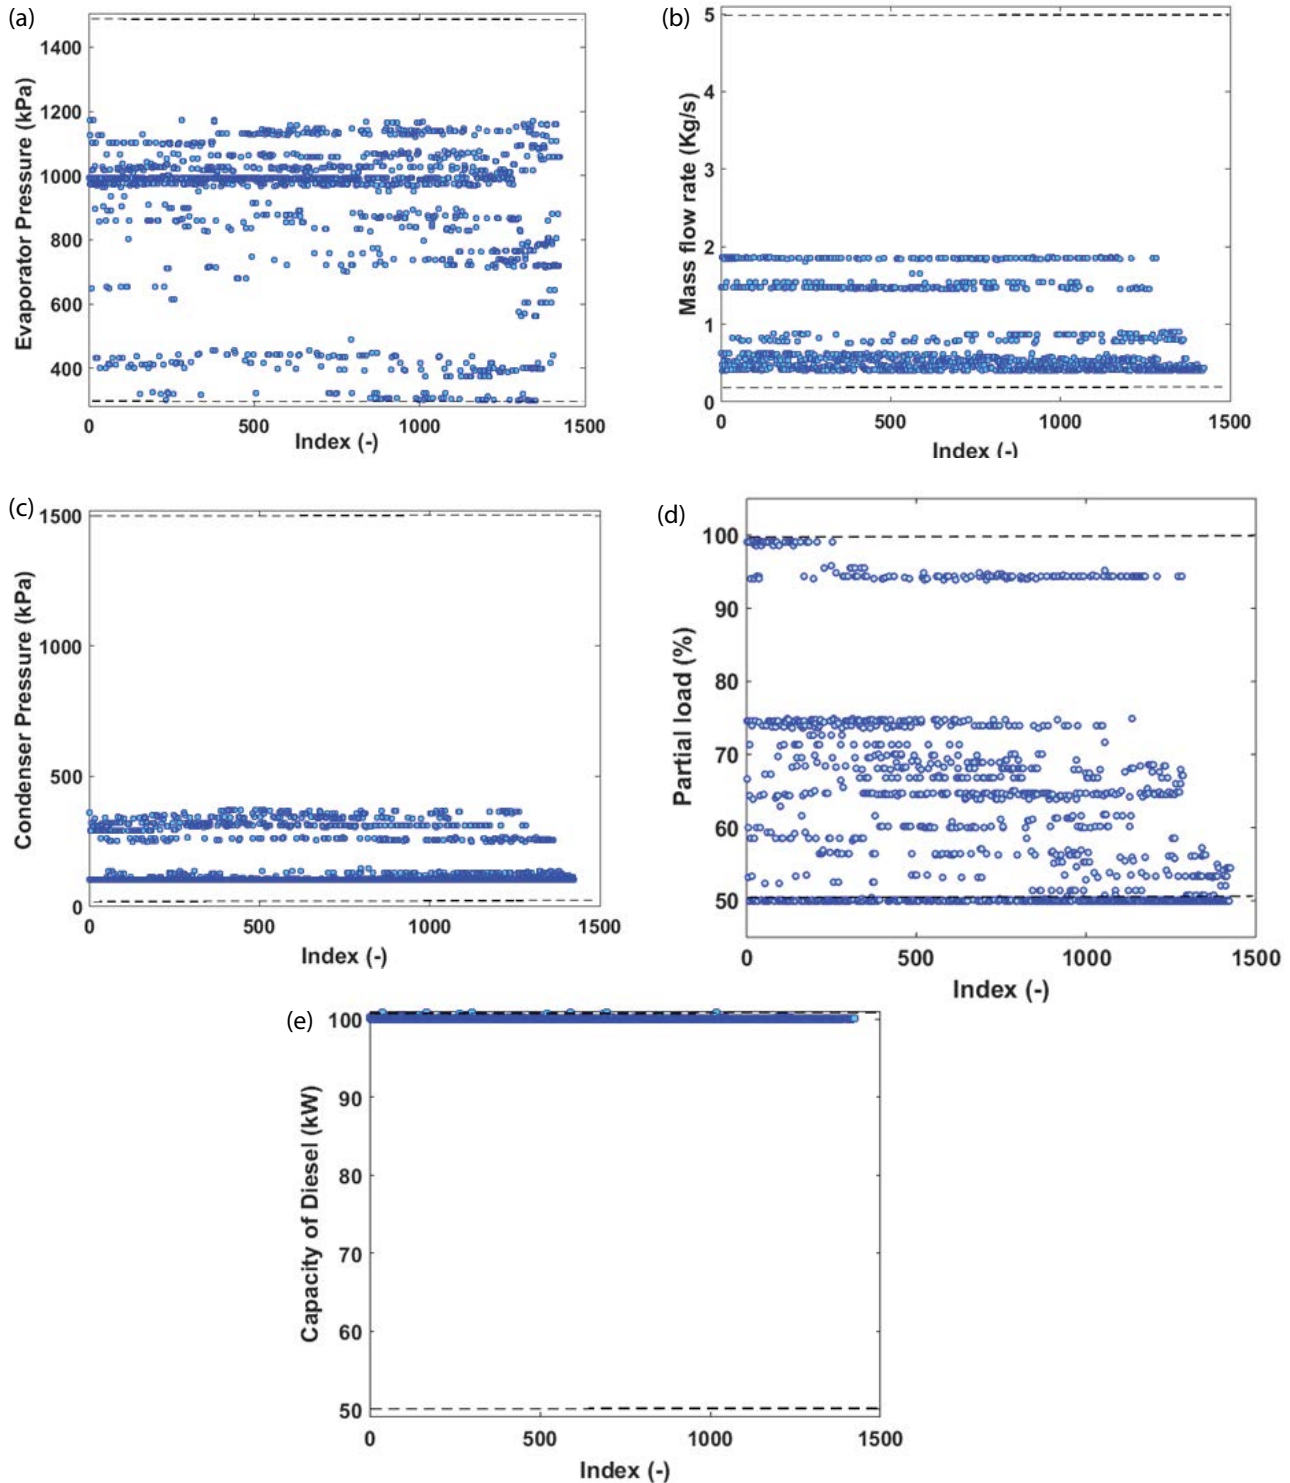 (a)
1400
1200
1000
800
600
400
Evaporator Pressure (kPa)
0 500 1000 1500
Index (-)
(b)
5
4
3
2
1
0
Mass flow rate (Kg/s)
0 500 1000 1500
Index (-)
(c)
1500
1000
500
0
Condenser Pressure (kPa)
0 500 1000 1500
Index (-)
(d)
100
90
80
70
60
50
Partial load (%)
0 500 1000 1500
Index (-)
(e)
100
90
80
70
60
50
Capacity of Diesel (kW)
0 500 1000 1500
Index (-)